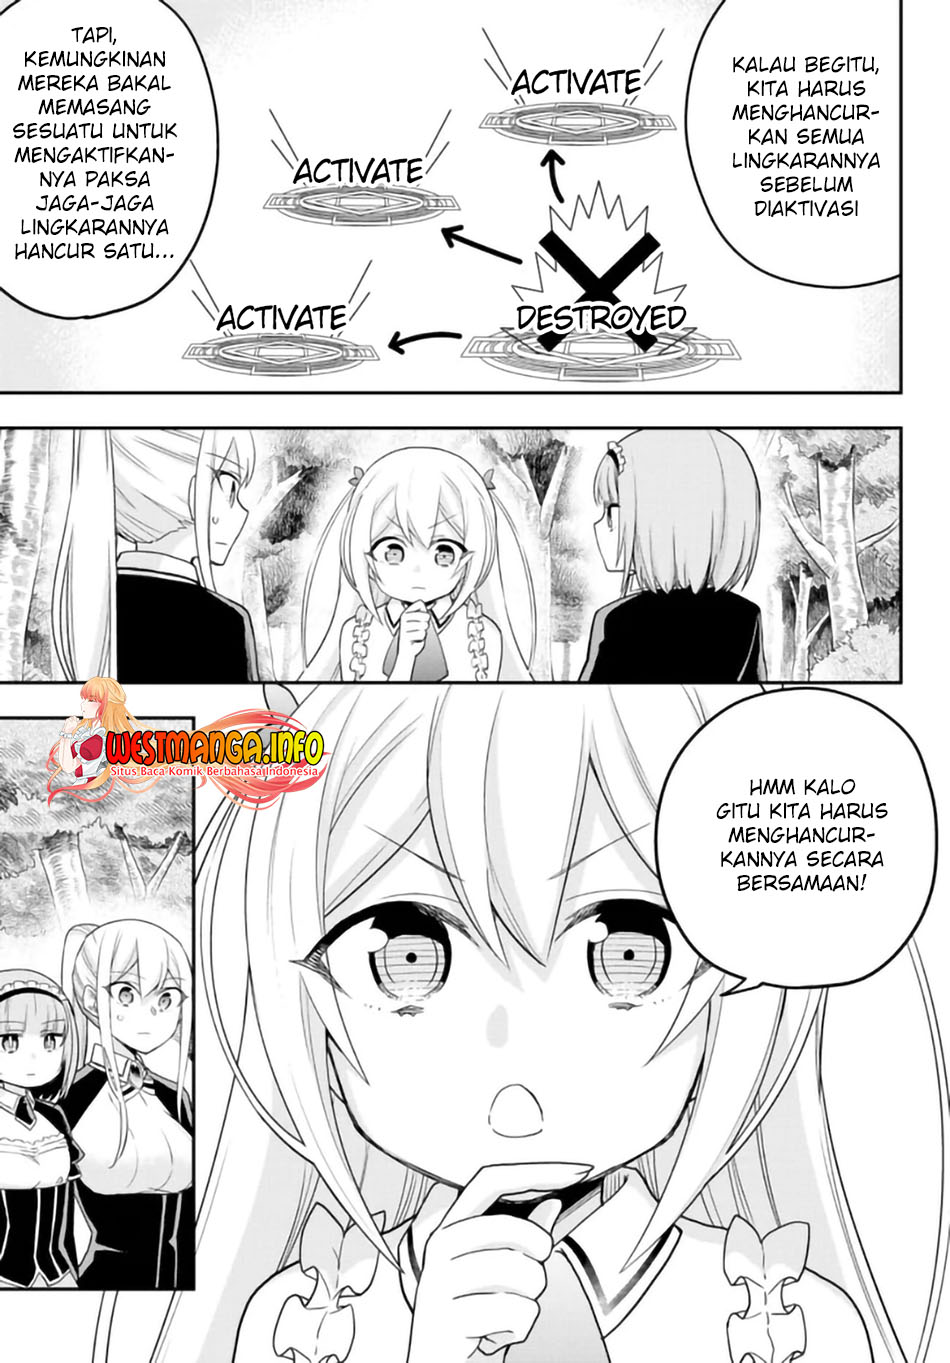 KALAU BEGITU,
KITA HARUS
MENGHANCUR-
KAN SEMUA
LINGKARANNYA
SEBELUM
DIAKTIVASI
TAPI,
KEMUNGKINAN
MEREKA BAKAL
MEMASANG
SESUATU UNTUK
MENGAKTIFKAN-
NYA PAKSA
JAGA-JAGA
LINGKARANNYA
HANCUR SATU...
ACTIVATE
ACTIVATE
ACTIVATE
DESTROYED
WESTMANGA.INFO
Situs Baca Komik Berbahasa Indonesia
HMM KALO
GITU KITA HARUS
MENGHANCUR-
KANNYA SECARA
BERSAMAAN!